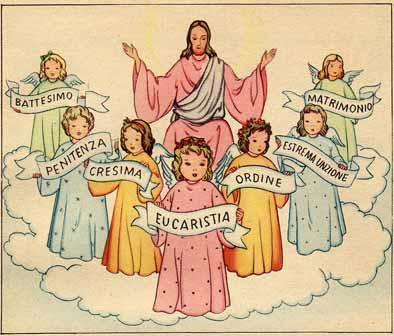 BATTESIMO
MATRIMONIO
PENITENZA
CRESIMA
EUCARISTIA
ORDINE
ESTREMA UNZIONE